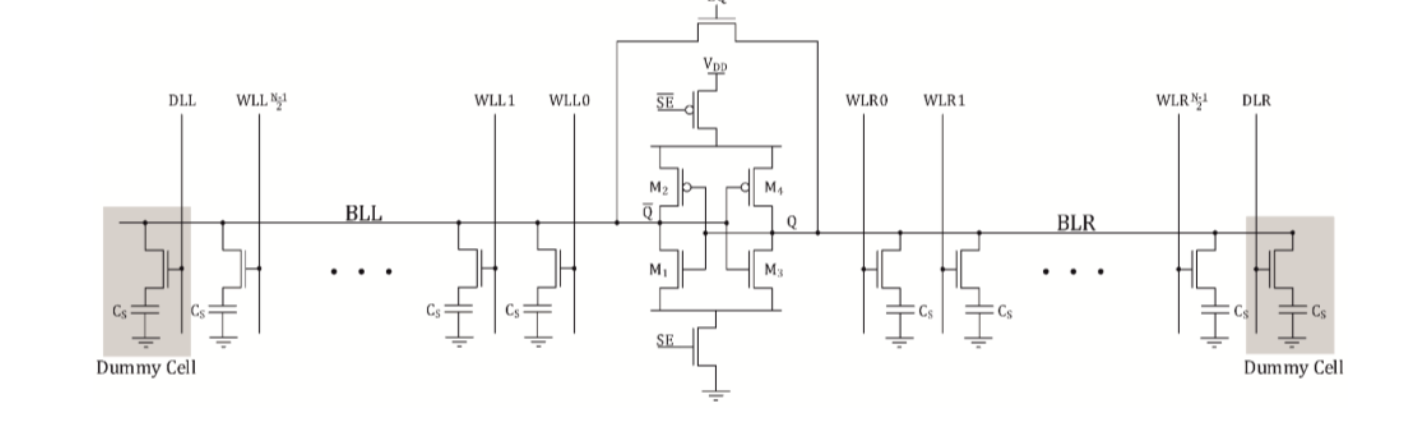 V_DD
DLL WLL N-1/2 WLL1 WLL0 S̅E̅ WLR0 WLR1 WLR N-1/2 DLR
M₂ M₄
BLL Q̅ Q BLR
M₁ M₃
C_S C_S C_S C_S C_S C_S C_S C_S
SE
Dummy Cell Dummy Cell